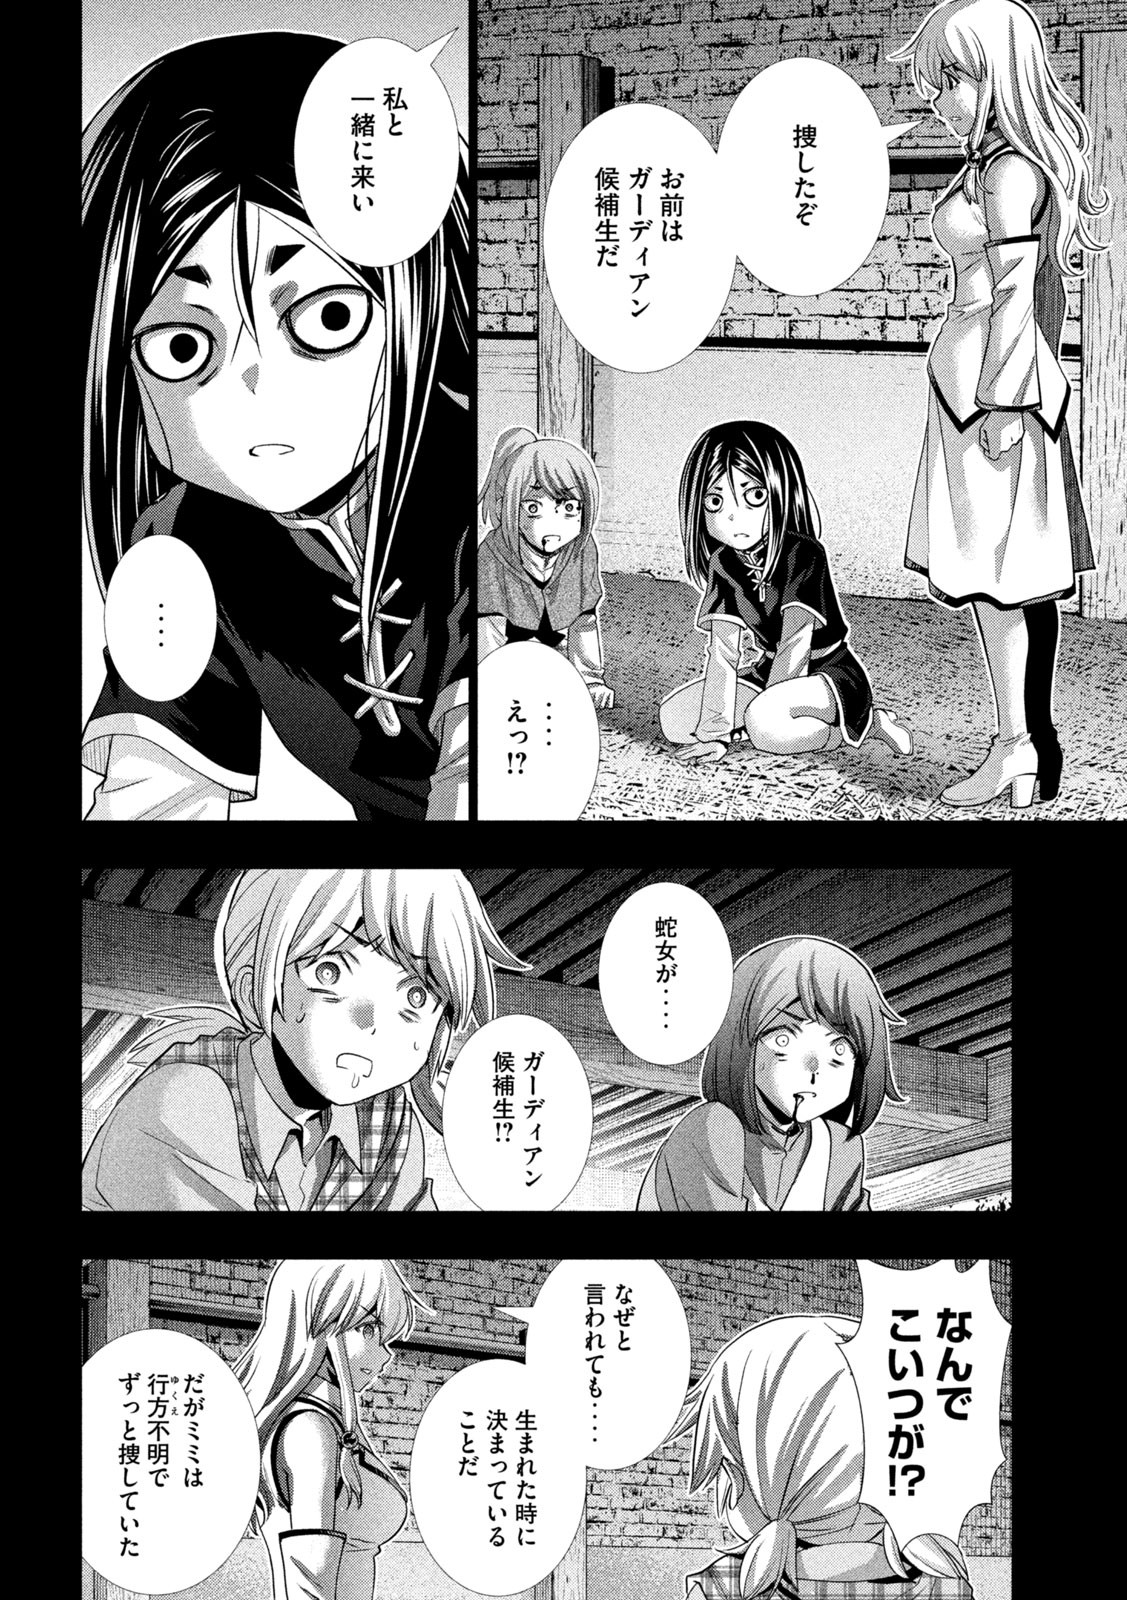 捜したぞ
お前は
ガーディアン
候補生だ
‥‥
えっ!?
私と
一緒に来い
‥‥
蛇女が
‥‥
ガーディアン
候補生!?
なんで
こいつが!?
なぜと
言われても‥‥
生まれた時に
決まっている
ことだ
だがミミは
行方不明で
ゆくえ
ずっと捜していた